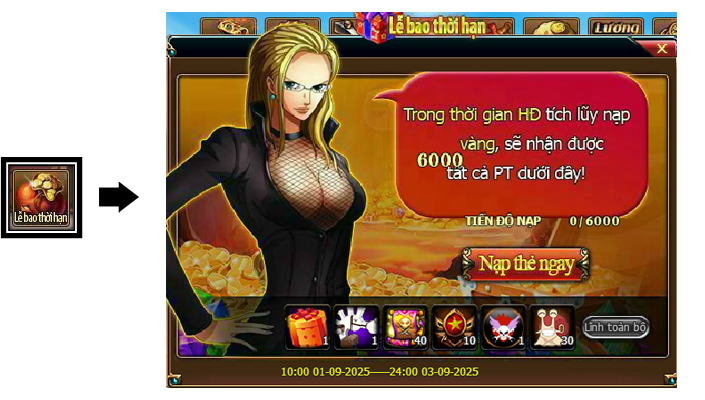 Lễ bao thời hạn
Lễ bao thời hạn
Lương
X
Trong thời gian HĐ tích lũy nạp
6000 vàng, sẽ nhận được
tất cả PT dưới đây!
TIẾN ĐỘ NẠP 0/6000
Nạp thẻ ngay
1 1 40 10 1 30
Lĩnh toàn bộ
10:00 01-09-2025——24:00 03-09-2025